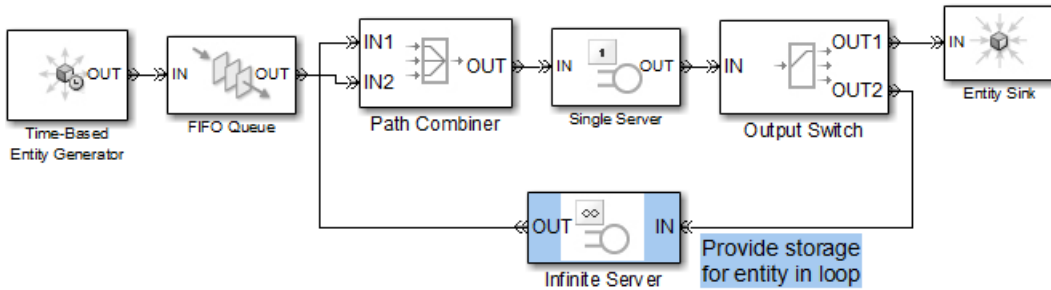 OUT
Time-Based
Entity Generator
IN
OUT
FIFO Queue
IN1
IN2
OUT
Path Combiner
IN
1
OUT
Single Server
IN
OUT1
OUT2
Output Switch
IN
Entity Sink
OUT
∞
IN
Infinite Server
Provide storage
for entity in loop